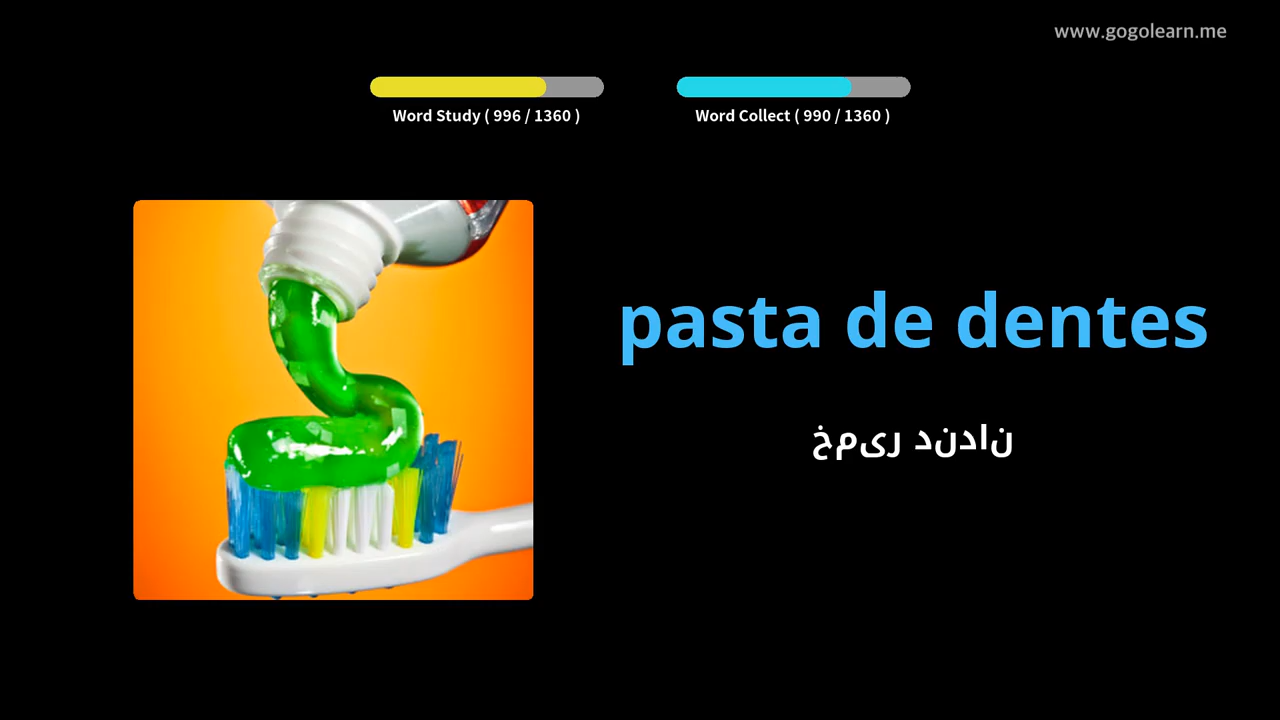 www.gogolearn.me
Word Study ( 996 / 1360 )
Word Collect ( 990 / 1360 )
pasta de dentes
خمیر دندان